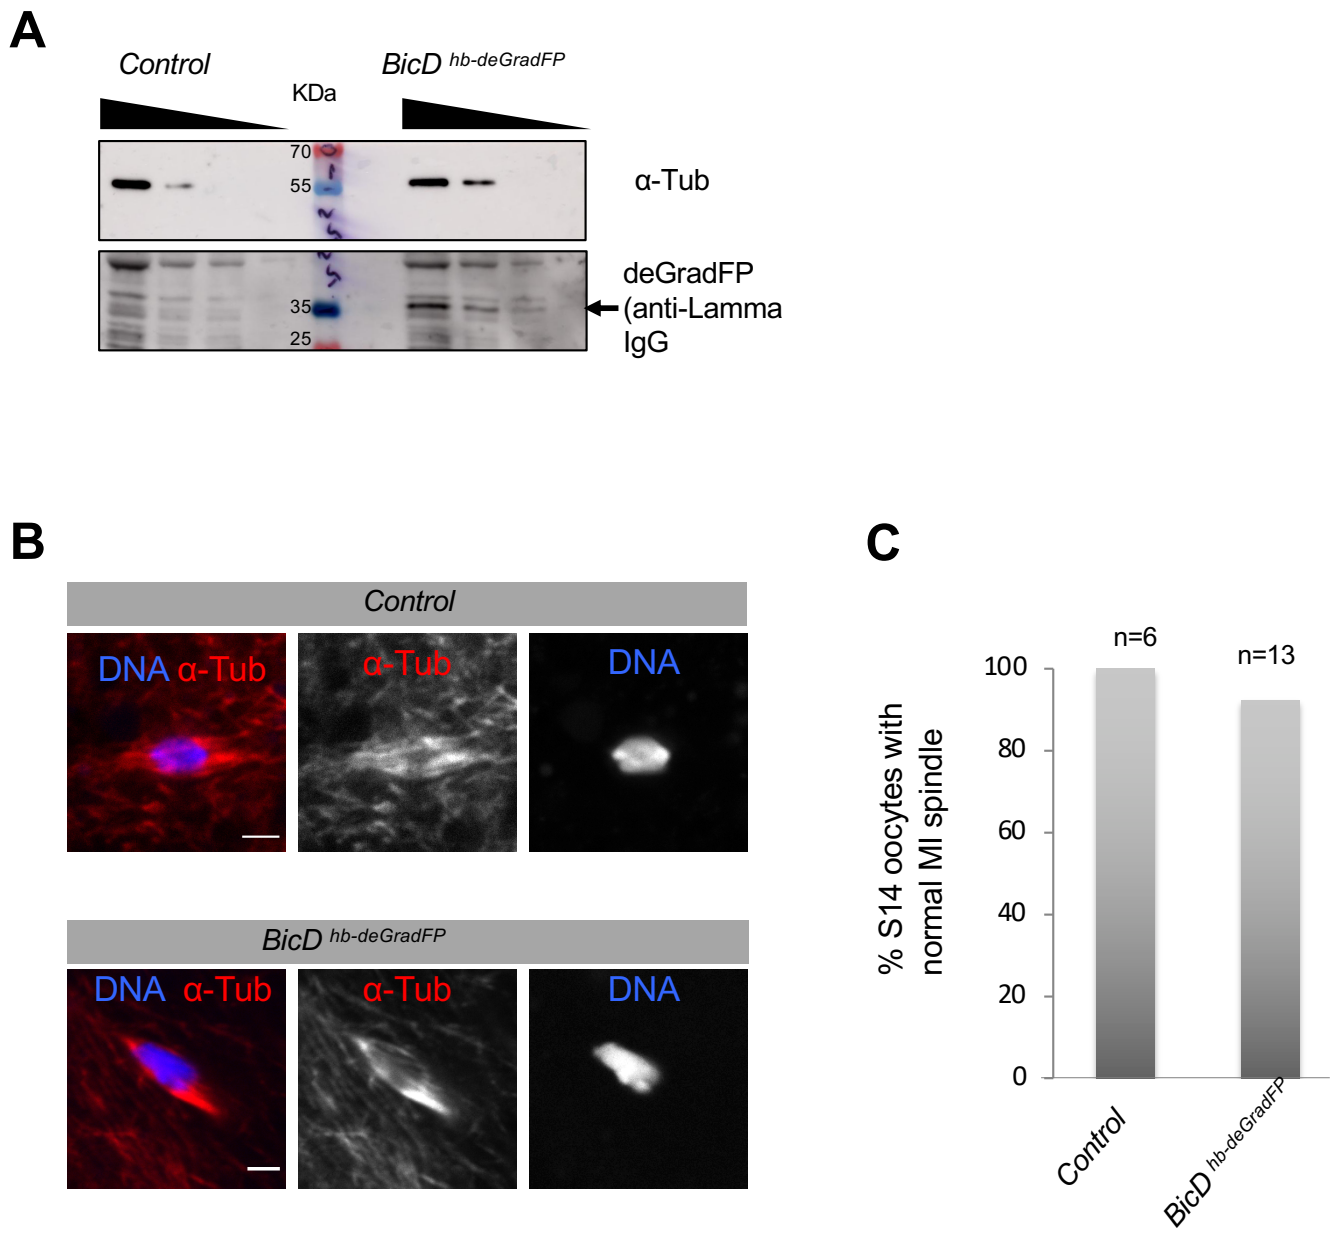 A
Control
BicD hb-deGradFP
KDa
70
55
α-Tub
35
25
deGradFP
(anti-Lamma
IgG
B
Control
DNA α-Tub
α-Tub
DNA
BicD hb-deGradFP
DNA α-Tub
α-Tub
DNA
C
n=6
n=13
100
80
60
40
20
0
% S14 oocytes with
normal MI spindle
Control
BicD hb-deGradFP